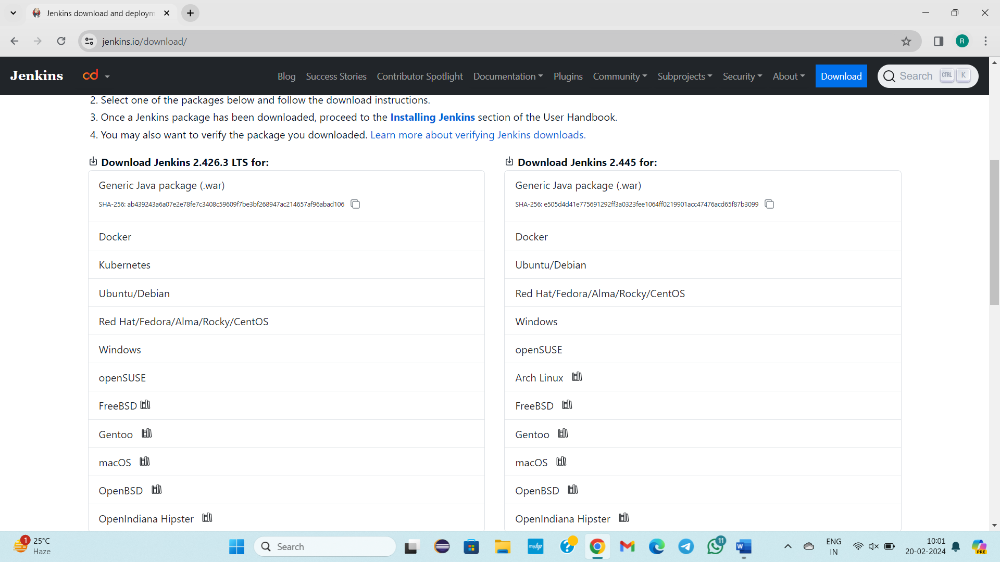 Jenkins download and deploym
jenkins.io/download/
R
Jenkins
cd
Blog
Success Stories
Contributor Spotlight
Documentation
Plugins
Community
Subprojects
Security
About
Download
Search
CTRL
K
2. Select one of the packages below and follow the download instructions.
3. Once a Jenkins package has been downloaded, proceed to the Installing Jenkins section of the User Handbook.
4. You may also want to verify the package you downloaded. Learn more about verifying Jenkins downloads.
Download Jenkins 2.426.3 LTS for:
Generic Java package (.war)
SHA-256: ab439243a6a07e2e78fe7c3408c59609f7be3bf268947ac214657af96abad106
Docker
Kubernetes
Ubuntu/Debian
Red Hat/Fedora/Alma/Rocky/CentOS
Windows
openSUSE
FreeBSD
Gentoo
macOS
OpenBSD
OpenIndiana Hipster
Download Jenkins 2.445 for:
Generic Java package (.war)
SHA-256: e505d4d41e775691292ff3a0323fee1064ff0219901acc47476acd65f87b3099
Docker
Ubuntu/Debian
Red Hat/Fedora/Alma/Rocky/CentOS
Windows
openSUSE
Arch Linux
FreeBSD
Gentoo
macOS
OpenBSD
OpenIndiana Hipster
1
25°C
Haze
Search
myhp
?
11
W
ENG
IN
10:01
20-02-2024
PRE